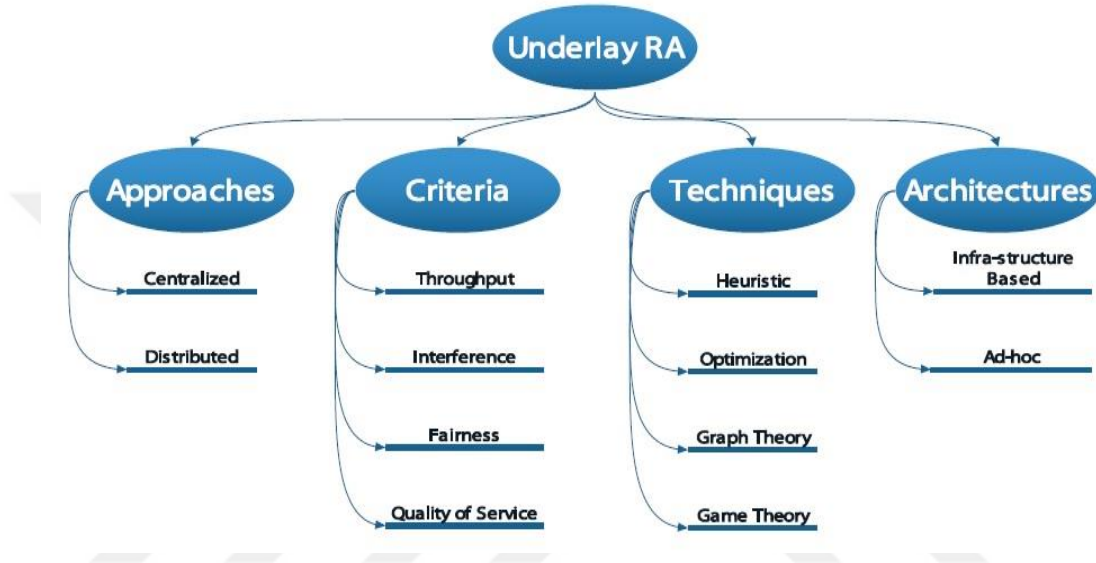 Underlay RA
Approaches
Criteria
Techniques
Architectures
Centralized
Distributed
Throughput
Interference
Fairness
Quality of Service
Heuristic
Optimization
Graph Theory
Game Theory
Infra-structure
Based
Ad-hoc